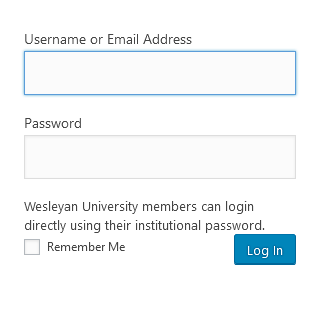 Username or Email Address
Password
Wesleyan University members can login
directly using their institutional password.
Remember Me
Log In